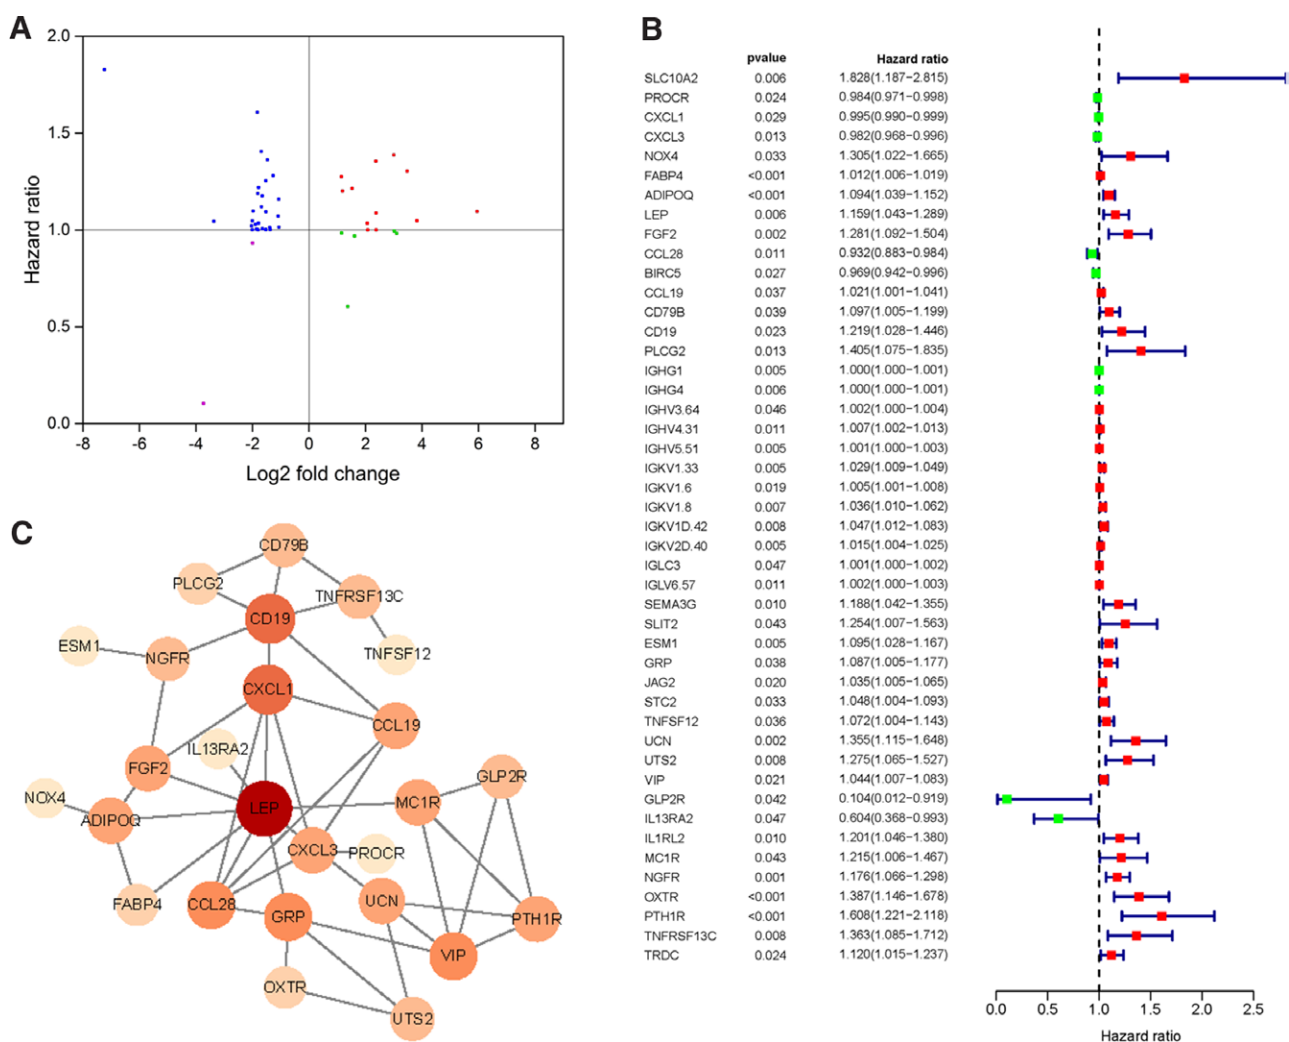 A
Hazard ratio
2.0
1.5
1.0
0.5
0.0
-8 -6 -4 -2 0 2 4 6 8
Log2 fold change
B
pvalue Hazard ratio
SLC10A2 0.006 1.828(1.187−2.815)
PROCR 0.024 0.984(0.971−0.998)
CXCL1 0.029 0.995(0.990−0.999)
CXCL3 0.013 0.982(0.968−0.996)
NOX4 0.033 1.305(1.022−1.665)
FABP4 <0.001 1.012(1.006−1.019)
ADIPOQ <0.001 1.094(1.039−1.152)
LEP 0.006 1.159(1.043−1.289)
FGF2 0.002 1.281(1.092−1.504)
CCL28 0.011 0.932(0.883−0.984)
BIRC5 0.027 0.969(0.942−0.996)
CCL19 0.037 1.021(1.001−1.041)
CD79B 0.039 1.097(1.005−1.199)
CD19 0.023 1.219(1.028−1.446)
PLCG2 0.013 1.405(1.075−1.835)
IGHG1 0.005 1.000(1.000−1.001)
IGHG4 0.006 1.000(1.000−1.001)
IGHV3.64 0.046 1.002(1.000−1.004)
IGHV4.31 0.011 1.007(1.002−1.013)
IGHV5.51 0.005 1.001(1.000−1.003)
IGKV1.33 0.005 1.029(1.009−1.049)
IGKV1.6 0.019 1.005(1.001−1.008)
IGKV1.8 0.007 1.036(1.010−1.062)
IGKV1D.42 0.008 1.047(1.012−1.083)
IGKV2D.40 0.005 1.015(1.004−1.025)
IGLC3 0.047 1.001(1.000−1.002)
IGLV6.57 0.011 1.002(1.000−1.003)
SEMA3G 0.010 1.188(1.042−1.355)
SLIT2 0.043 1.254(1.007−1.563)
ESM1 0.005 1.095(1.028−1.167)
GRP 0.038 1.087(1.005−1.177)
JAG2 0.020 1.035(1.005−1.065)
STC2 0.033 1.048(1.004−1.093)
TNFSF12 0.036 1.072(1.004−1.143)
UCN 0.002 1.355(1.115−1.648)
UTS2 0.008 1.275(1.065−1.527)
VIP 0.021 1.044(1.007−1.083)
GLP2R 0.042 0.104(0.012−0.919)
IL13RA2 0.047 0.604(0.368−0.993)
IL1RL2 0.010 1.201(1.046−1.380)
MC1R 0.043 1.215(1.006−1.467)
NGFR 0.001 1.176(1.066−1.298)
OXTR <0.001 1.387(1.146−1.678)
PTH1R <0.001 1.608(1.221−2.118)
TNFRSF13C 0.008 1.363(1.085−1.712)
TRDC 0.024 1.120(1.015−1.237)
0.0 0.5 1.0 1.5 2.0 2.5
Hazard ratio
C
CD79B
PLCG2
TNFRSF13C
CD19
ESM1
NGFR
TNFSF12
CXCL1
CCL19
IL13RA2
FGF2
GLP2R
NOX4
LEP
MC1R
ADIPOQ
CXCL3
PROCR
FABP4
CCL28
GRP
UCN
PTH1R
VIP
OXTR
UTS2